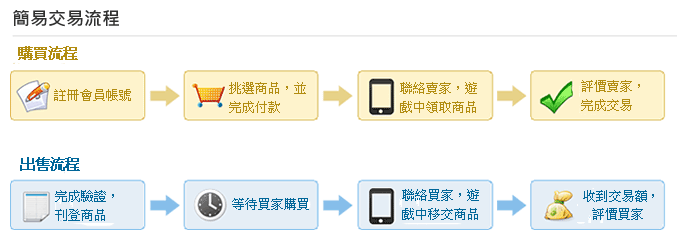 簡易交易流程
購買流程
註冊會員帳號
挑選商品，並
完成付款
聯絡賣家，遊
戲中領取商品
評價賣家，
完成交易
出售流程
完成驗證，
刊登商品
等待買家購買
聯絡買家，遊
戲中移交商品
收到交易額，
評價買家